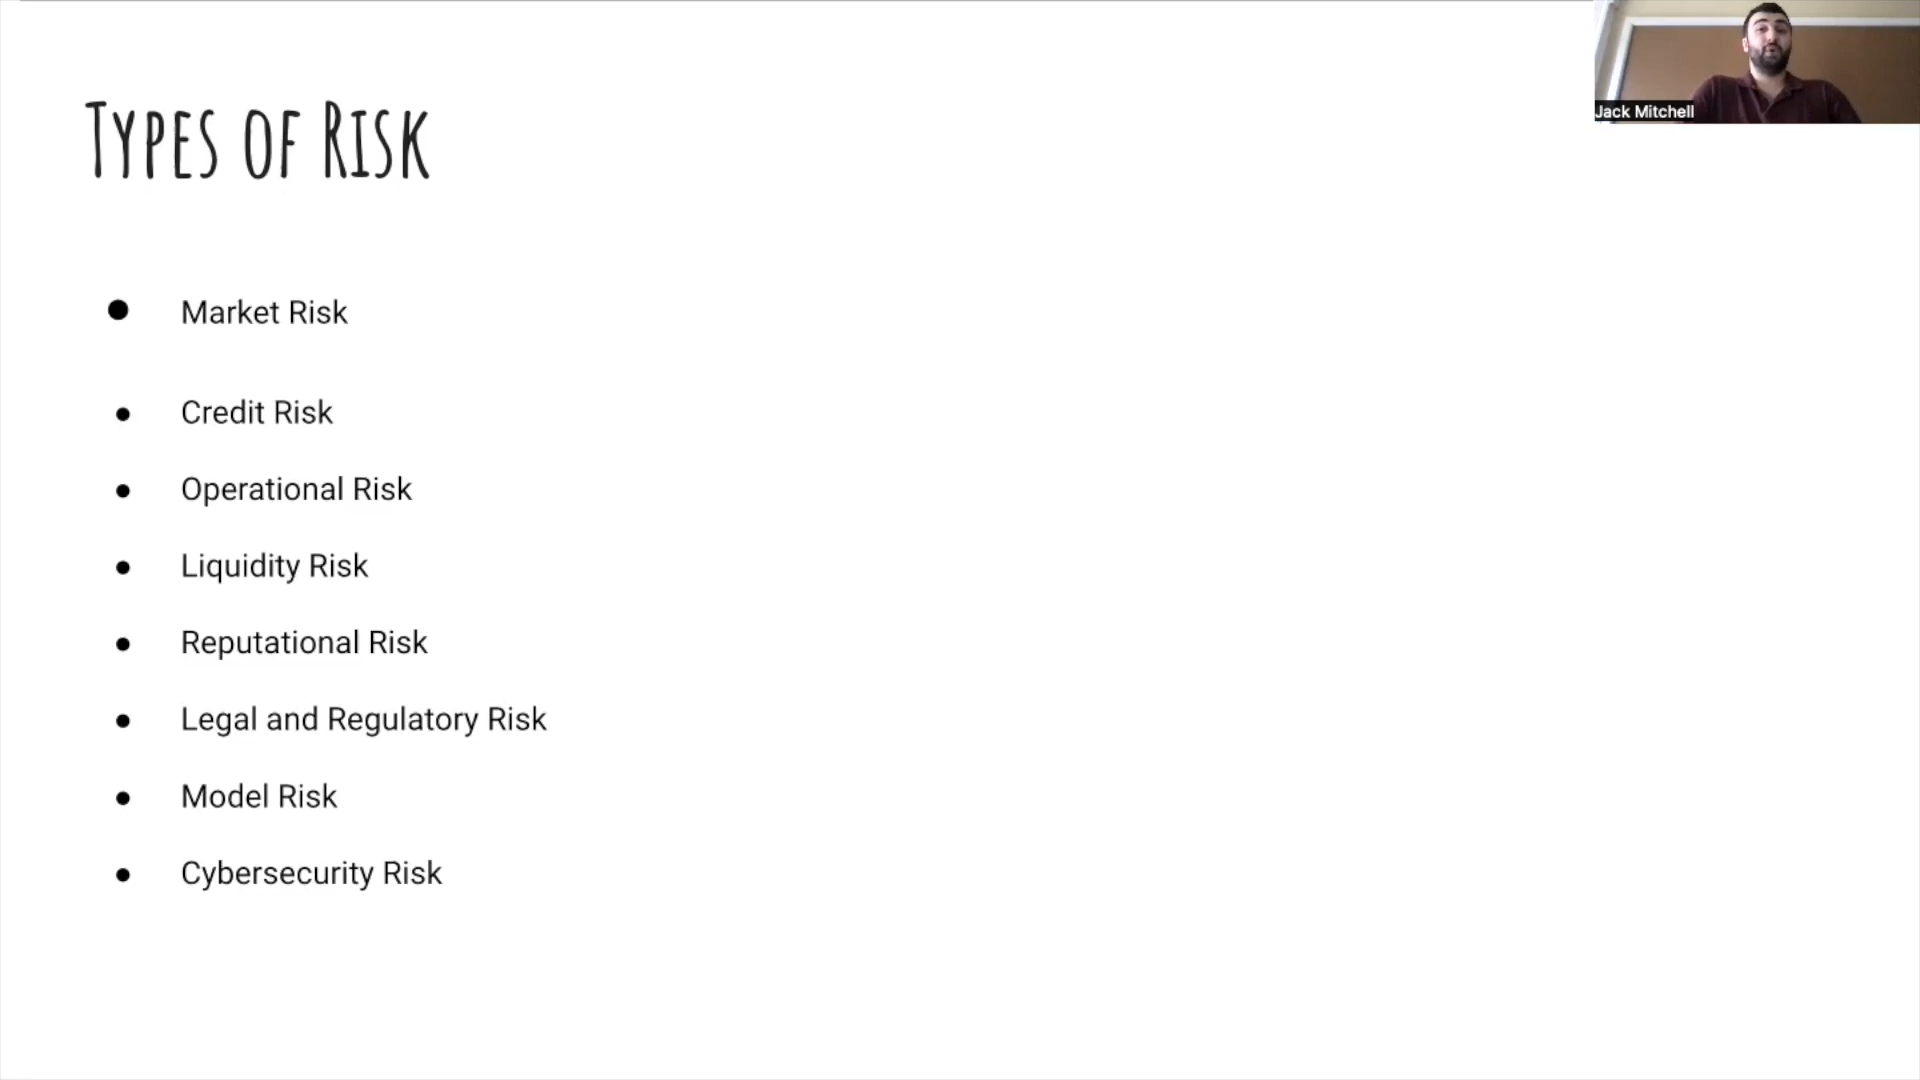 Types of Risk
Jack Mitchell
● Market Risk
● Credit Risk
● Operational Risk
● Liquidity Risk
● Reputational Risk
● Legal and Regulatory Risk
● Model Risk
● Cybersecurity Risk